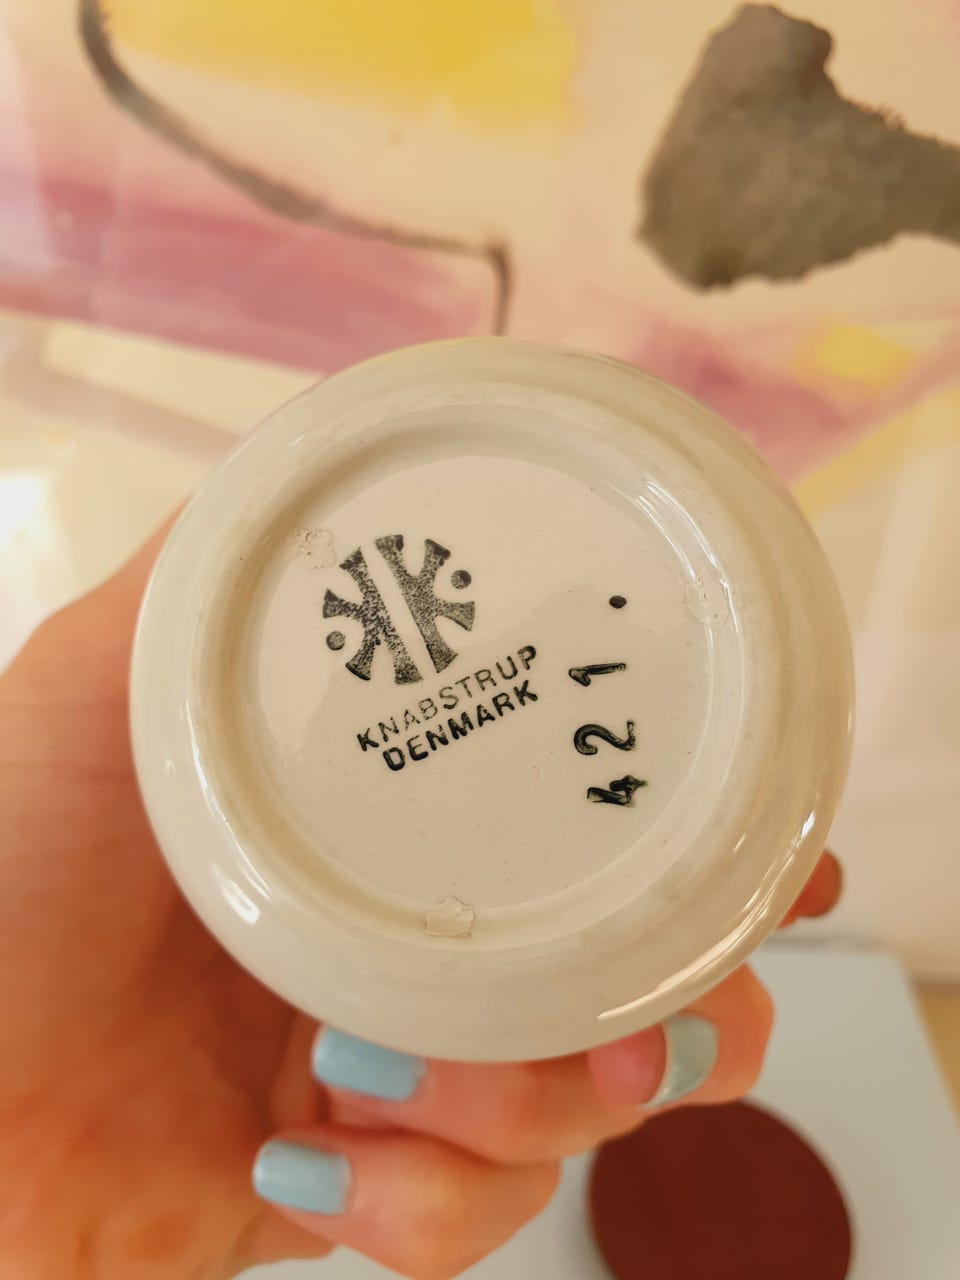 KNABSTRUP
DENMARK
421